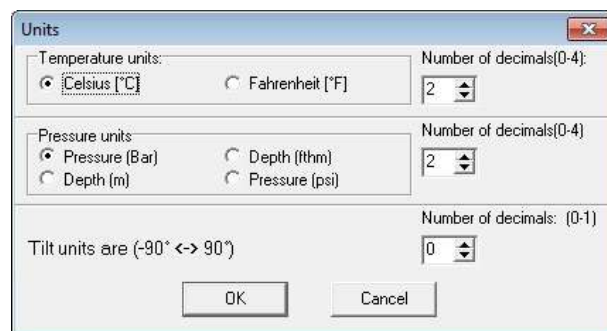 Units
Temperature units:
Celsius [°C]
Fahrenheit [°F]
Number of decimals(0-4):
2
Pressure units
Pressure (Bar)
Depth (fthm)
Depth (m)
Pressure (psi)
Number of decimals(0-4)
2
Tilt units are (-90° <-> 90°)
Number of decimals: (0-1)
0
OK
Cancel